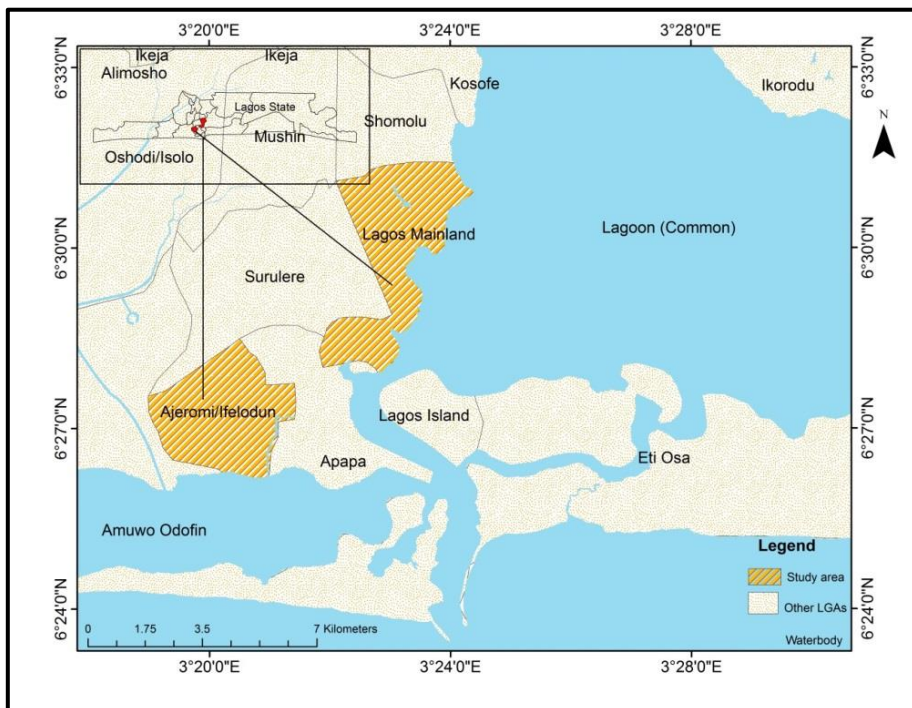 3°20'0"E 3°24'0"E 3°28'0"E
6°33'0"N 6°33'0"N
Ikeja Ikeja
Alimosho
Kosofe
Ikorodu
N
Lagos State
Shomolu
Mushin
Oshodi/Isolo
Lagos Mainland
Lagoon (Common)
6°30'0"N 6°30'0"N
Surulere
Ajeromi/Ifelodun
Lagos Island
6°27'0"N 6°27'0"N
Apapa
Eti Osa
Amuwo Odofin
Legend
Study area
Other LGAs
Waterbody
6°24'0"N 6°24'0"N
0 1.75 3.5 7 Kilometers
3°20'0"E 3°24'0"E 3°28'0"E